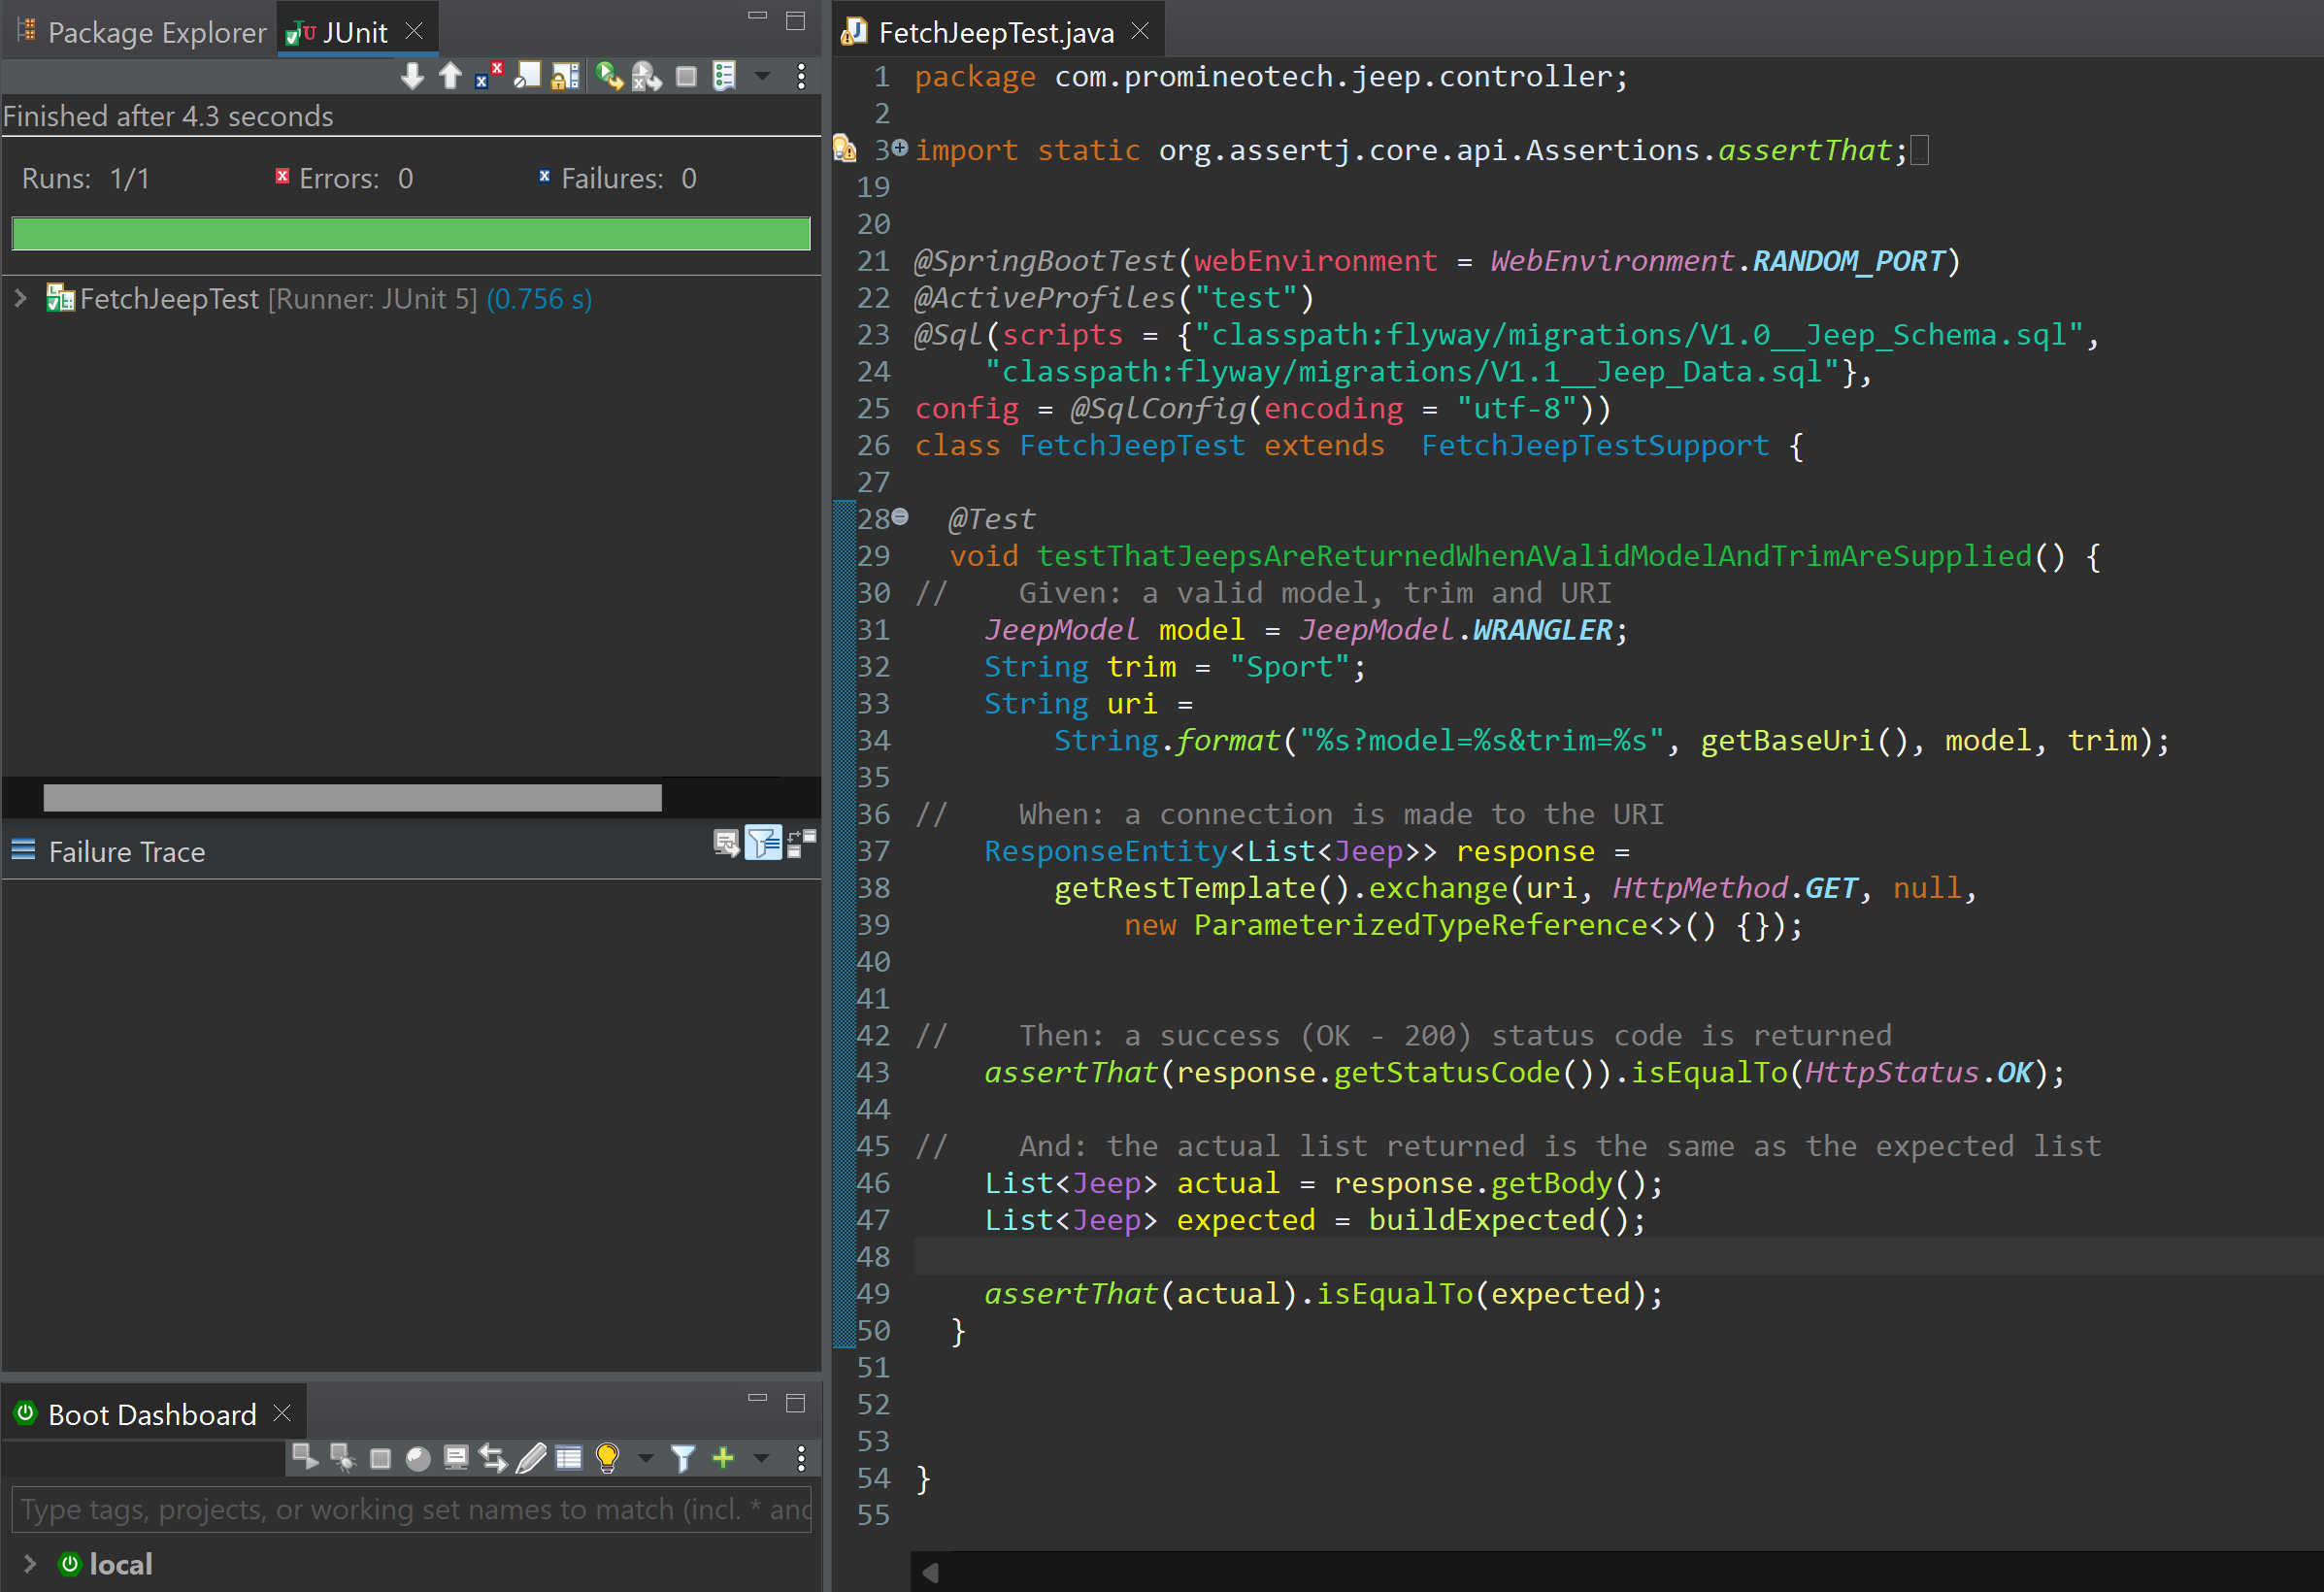 Package Explorer
JUnit
Finished after 4.3 seconds
Runs: 1/1
Errors: 0
Failures: 0
FetchJeepTest [Runner: JUnit 5] (0.756 s)
Failure Trace
Boot Dashboard
Type tags, projects, or working set names to match (incl. * and
local
FetchJeepTest.java
1 package com.promineotech.jeep.controller;
2
3 import static org.assertj.core.api.Assertions.assertThat;
19
20
21 @SpringBootTest(webEnvironment = WebEnvironment.RANDOM_PORT)
22 @ActiveProfiles("test")
23 @Sql(scripts = {"classpath:flyway/migrations/V1.0__Jeep_Schema.sql",
24     "classpath:flyway/migrations/V1.1__Jeep_Data.sql"},
25 config = @SqlConfig(encoding = "utf-8"))
26 class FetchJeepTest extends  FetchJeepTestSupport {
27
28   @Test
29   void testThatJeepsAreReturnedWhenAValidModelAndTrimAreSupplied() {
30 //    Given: a valid model, trim and URI
31     JeepModel model = JeepModel.WRANGLER;
32     String trim = "Sport";
33     String uri =
34         String.format("%s?model=%s&trim=%s", getBaseUri(), model, trim);
35
36 //    When: a connection is made to the URI
37     ResponseEntity<List<Jeep>> response =
38         getRestTemplate().exchange(uri, HttpMethod.GET, null,
39             new ParameterizedTypeReference<>() {});
40
41
42 //    Then: a success (OK - 200) status code is returned
43     assertThat(response.getStatusCode()).isEqualTo(HttpStatus.OK);
44
45 //    And: the actual list returned is the same as the expected list
46     List<Jeep> actual = response.getBody();
47     List<Jeep> expected = buildExpected();
48
49     assertThat(actual).isEqualTo(expected);
50   }
51
52
53
54 }
55